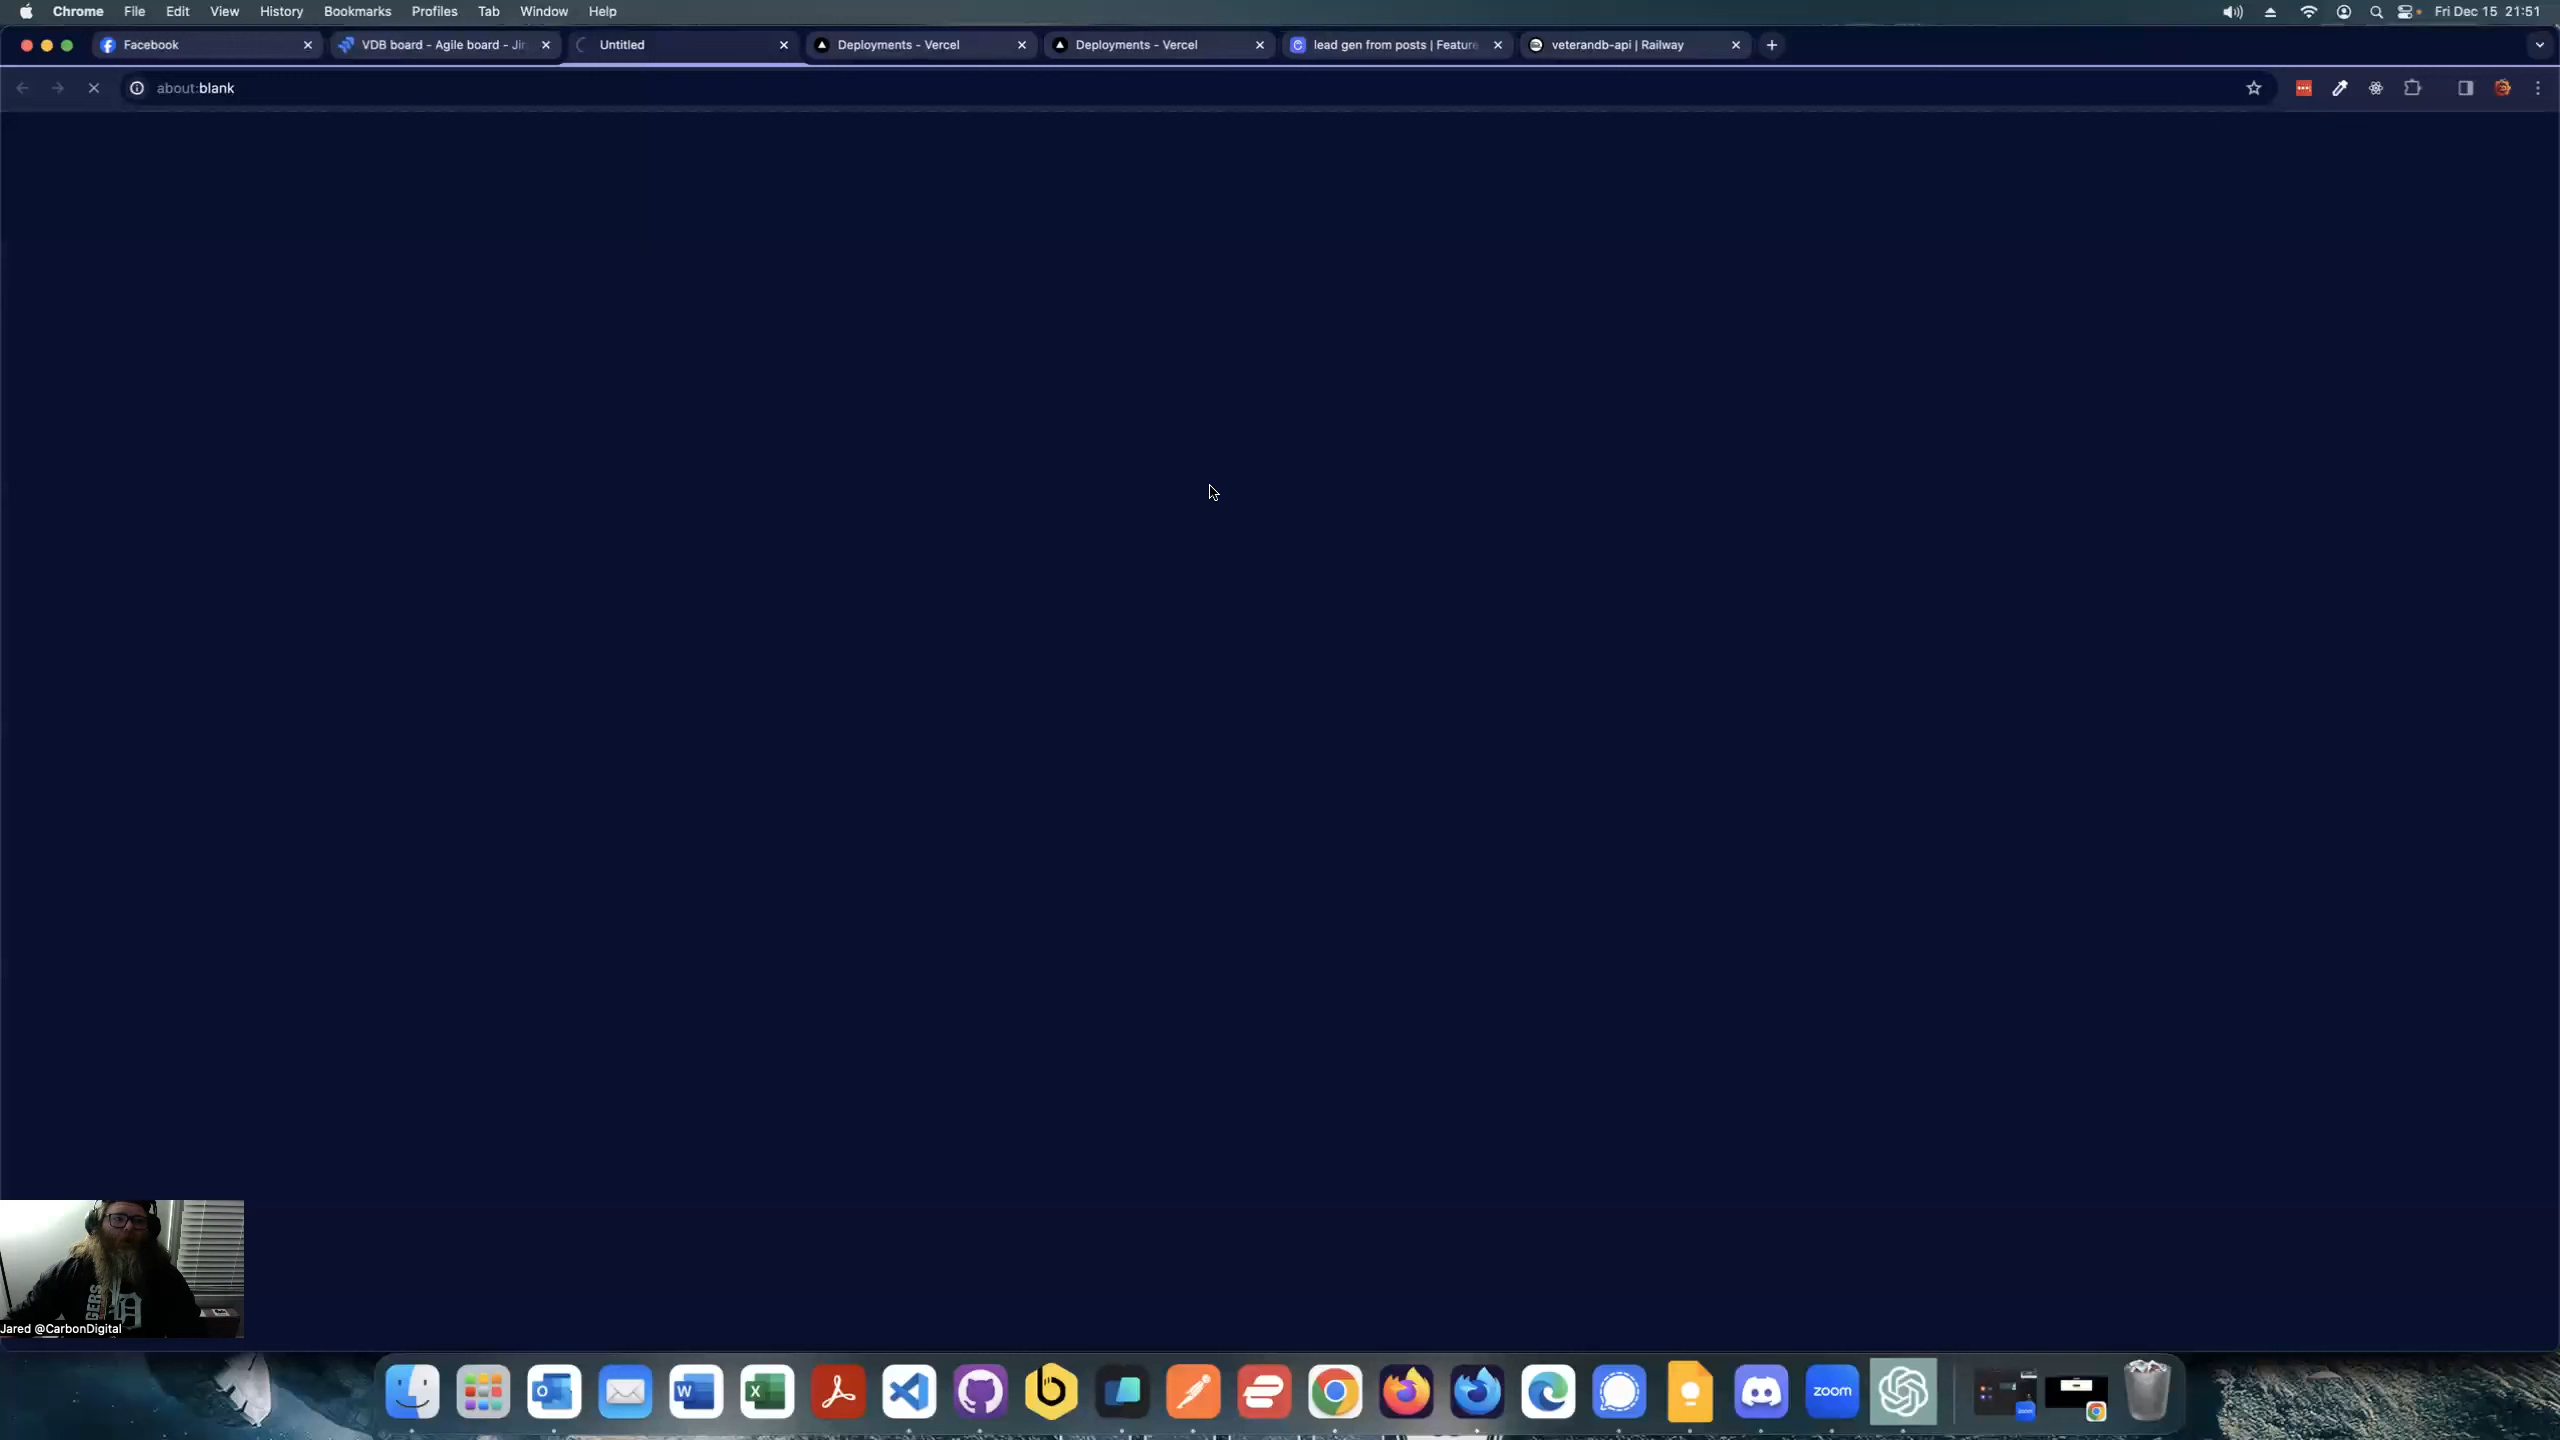 Chrome File Edit View History Bookmarks Profiles Tab Window Help Fri Dec 15 21:51
Facebook VDB board - Agile board - Jir Untitled Deployments - Vercel Deployments - Vercel lead gen from posts | Feature veterandb-api | Railway
about:blank
GERS
D
Jared @CarbonDigital
O W X zoom
zoom